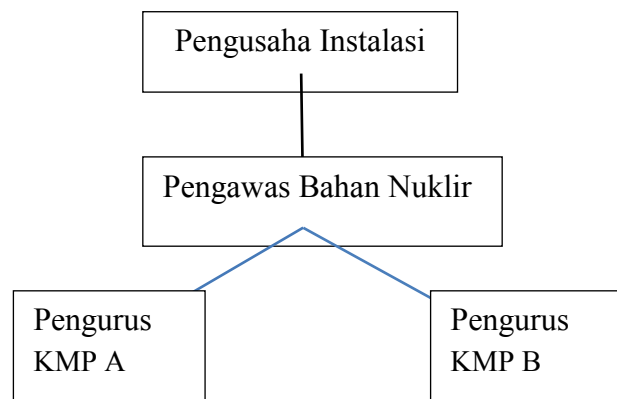 Pengusaha Instalasi
Pengawas Bahan Nuklir
Pengurus
KMP A
Pengurus
KMP B